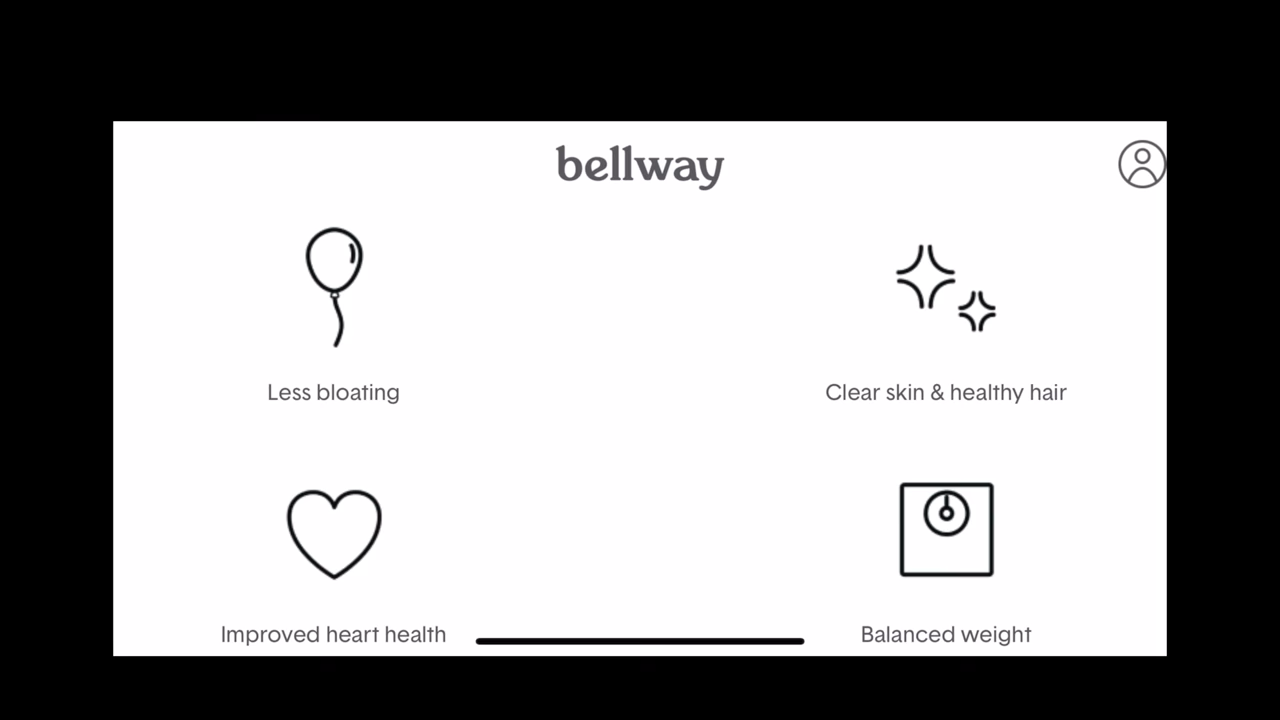 bellway
Less bloating
Clear skin & healthy hair
Improved heart health
Balanced weight